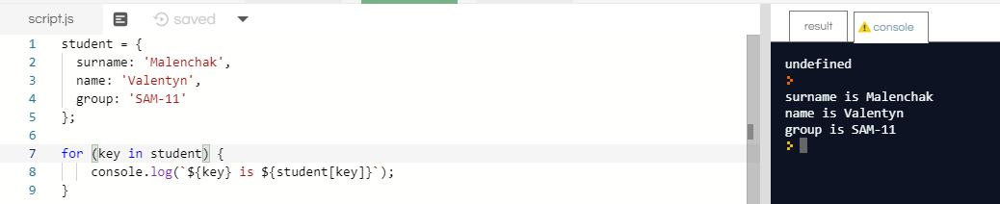 script.js saved
1 student = {
2 surname: 'Malenchak',
3 name: 'Valentyn',
4 group: 'SAM-11'
5 };
6
7 for (key in student) {
8 console.log(`${key} is ${student[key]}`);
9 }
result console
undefined
surname is Malenchak
name is Valentyn
group is SAM-11